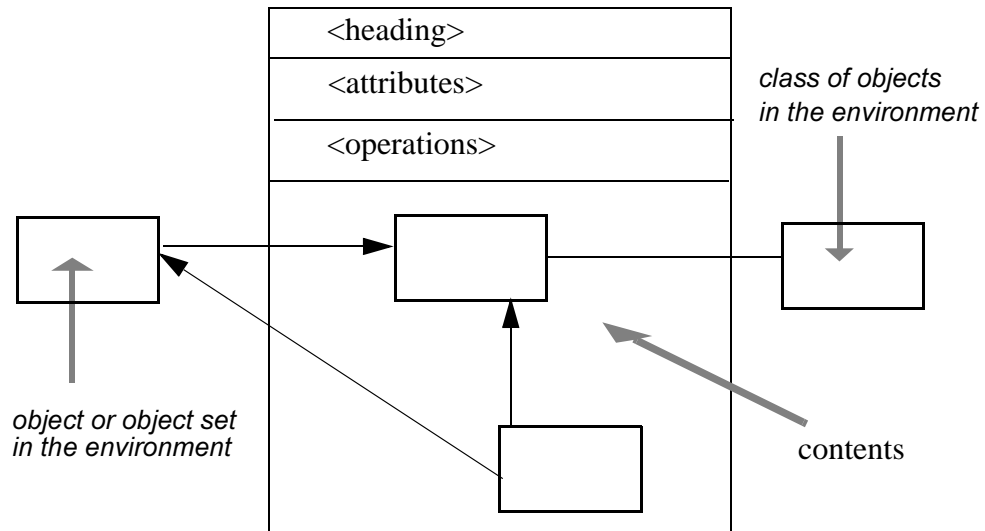 <heading>
<attributes>
<operations>
class of objects
in the environment
object or object set
in the environment
contents